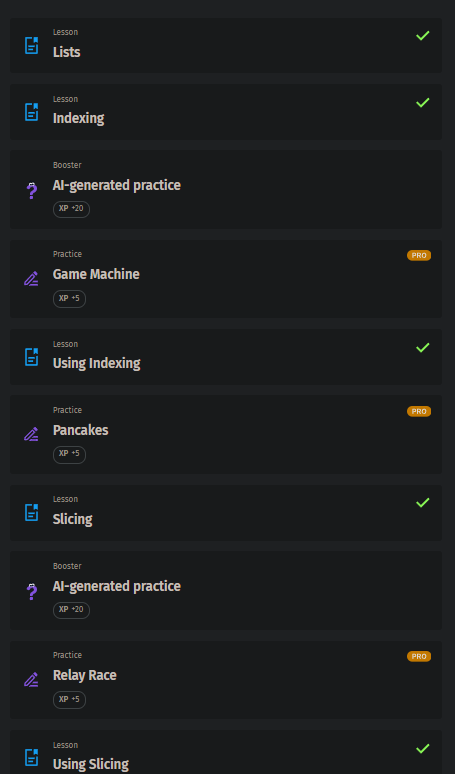 Lesson
Lists
Lesson
Indexing
Booster
AI-generated practice
XP +20
Practice
PRO
Game Machine
XP +5
Lesson
Using Indexing
Practice
PRO
Pancakes
XP +5
Lesson
Slicing
Booster
AI-generated practice
XP +20
Practice
PRO
Relay Race
XP +5
Lesson
Using Slicing